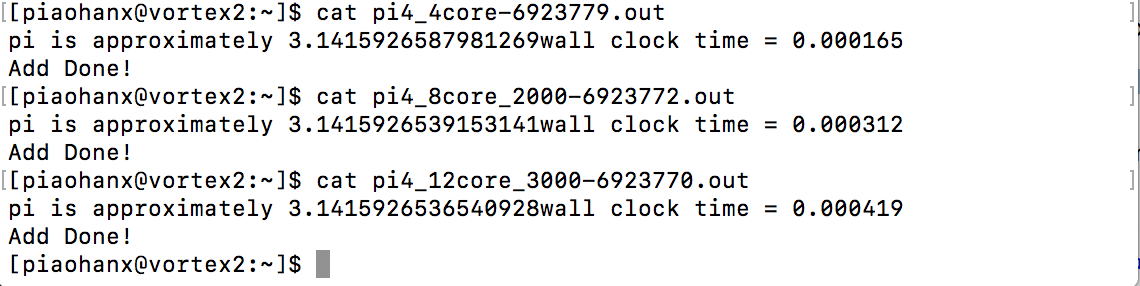 [[piaohanx@vortex2:~]$ cat pi4_4core-6923779.out ]
pi is approximately 3.1415926587981269wall clock time = 0.000165
Add Done!
[[piaohanx@vortex2:~]$ cat pi4_8core_2000-6923772.out ]
pi is approximately 3.1415926539153141wall clock time = 0.000312
Add Done!
[[piaohanx@vortex2:~]$ cat pi4_12core_3000-6923770.out ]
pi is approximately 3.1415926536540928wall clock time = 0.000419
Add Done!
[piaohanx@vortex2:~]$